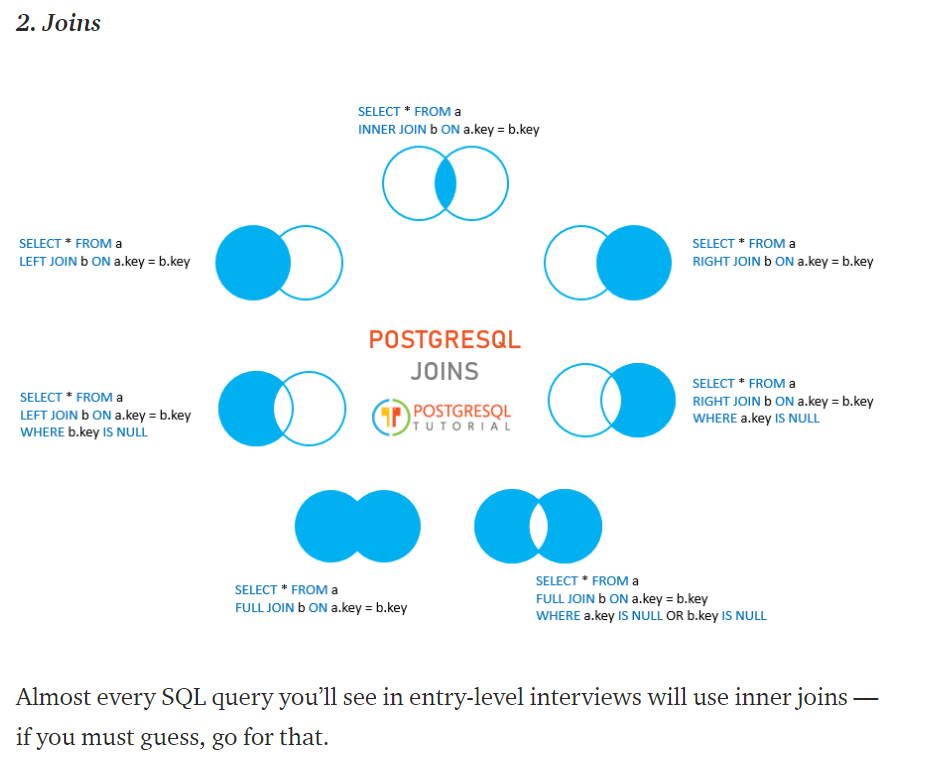 2. Joins
SELECT * FROM a
INNER JOIN b ON a.key = b.key
SELECT * FROM a
LEFT JOIN b ON a.key = b.key
SELECT * FROM a
RIGHT JOIN b ON a.key = b.key
POSTGRESQL
JOINS
POSTGRESQL
TUTORIAL
SELECT * FROM a
LEFT JOIN b ON a.key = b.key
WHERE b.key IS NULL
SELECT * FROM a
RIGHT JOIN b ON a.key = b.key
WHERE a.key IS NULL
SELECT * FROM a
FULL JOIN b ON a.key = b.key
SELECT * FROM a
FULL JOIN b ON a.key = b.key
WHERE a.key IS NULL OR b.key IS NULL
Almost every SQL query you’ll see in entry-level interviews will use inner joins —
if you must guess, go for that.